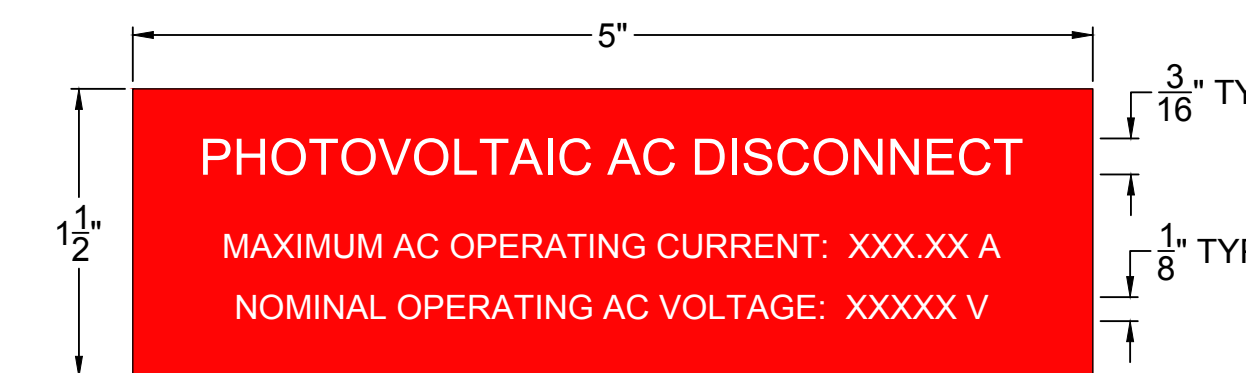 5"
3/16" TY
PHOTOVOLTAIC AC DISCONNECT
1 1/2"
MAXIMUM AC OPERATING CURRENT: XXX.XX A
1/8" TYP
NOMINAL OPERATING AC VOLTAGE: XXXXX V